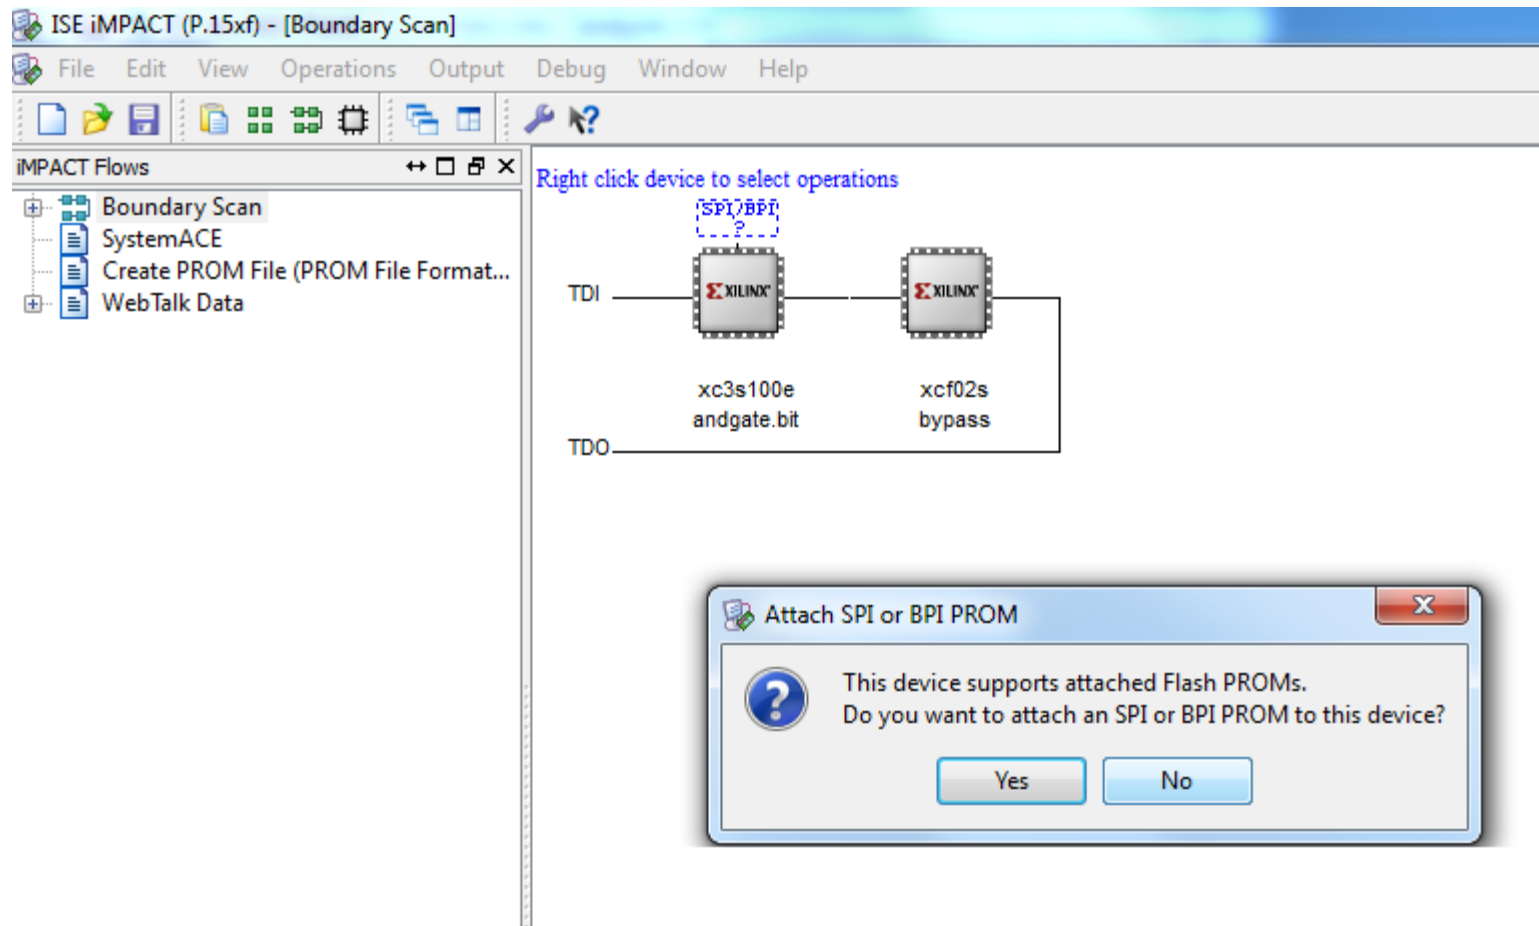 ISE iMPACT (P.15xf) - [Boundary Scan]
File Edit View Operations Output Debug Window Help
iMPACT Flows
Boundary Scan
SystemACE
Create PROM File (PROM File Format...
WebTalk Data
Right click device to select operations
SPI/BPI
?
TDI
XILINX
XILINX
xc3s100e
xcf02s
andgate.bit
bypass
TDO
Attach SPI or BPI PROM
This device supports attached Flash PROMs.
Do you want to attach an SPI or BPI PROM to this device?
Yes
No